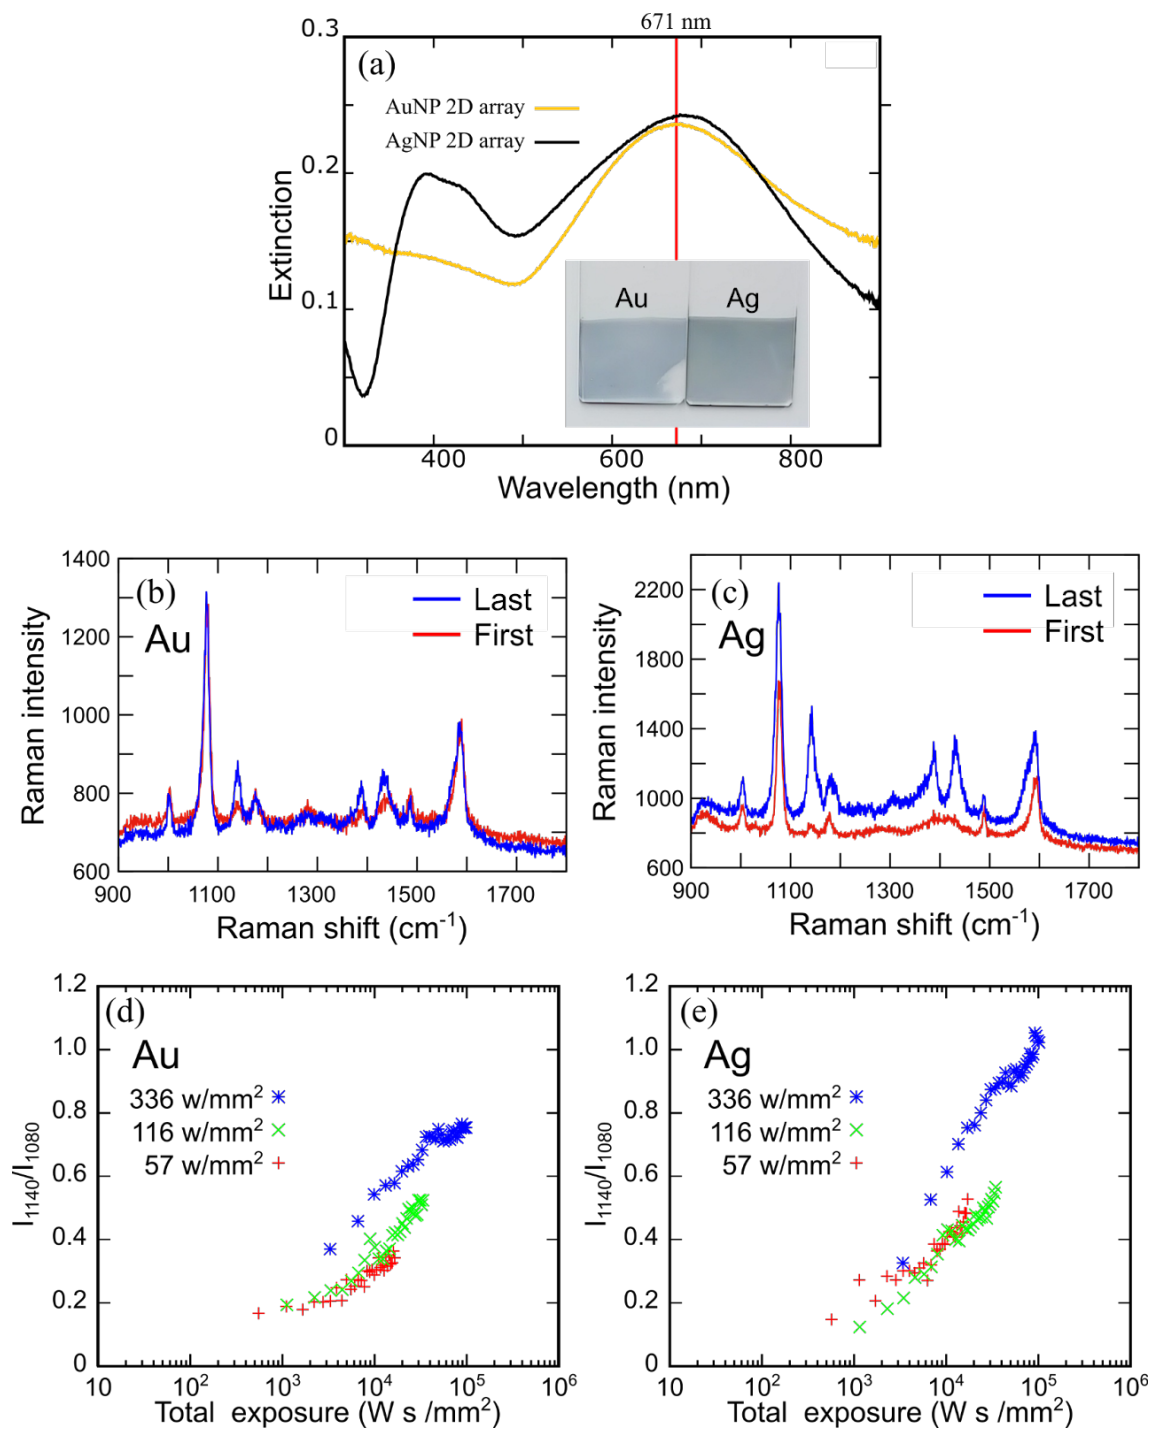 671 nm
0.3
(a)
AuNP 2D array
AgNP 2D array
0.2
Extinction
Au Ag
0.1
0
400 600 800
Wavelength (nm)
1400
(b)
Last
1200
Au
First
Raman intensity
1000
800
600
900 1100 1300 1500 1700
Raman shift (cm-1)
2200
(c)
Last
Ag
First
1800
Raman intensity
1400
1000
600
900 1100 1300 1500 1700
Raman shift (cm-1)
1.2
(d)
1.0
Au
336 w/mm2
0.8
116 w/mm2
57 w/mm2
I1140/I1080
0.6
0.4
0.2
0
10 102 103 104 105 106
Total exposure (W s /mm2)
1.2
(e)
1.0
Ag
336 w/mm2
0.8
116 w/mm2
57 w/mm2
I1140/I1080
0.6
0.4
0.2
0
10 102 103 104 105 106
Total exposure (W s /mm2)